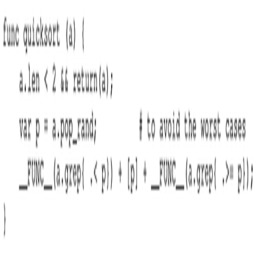 func quicksort (a) {
a.len < 2 && return(a);
var p = a.pop_rand; # to avoid the worst cases
__FUNC__(a.grep( .< p)) + [p] + __FUNC__(a.grep( .>= p));
}